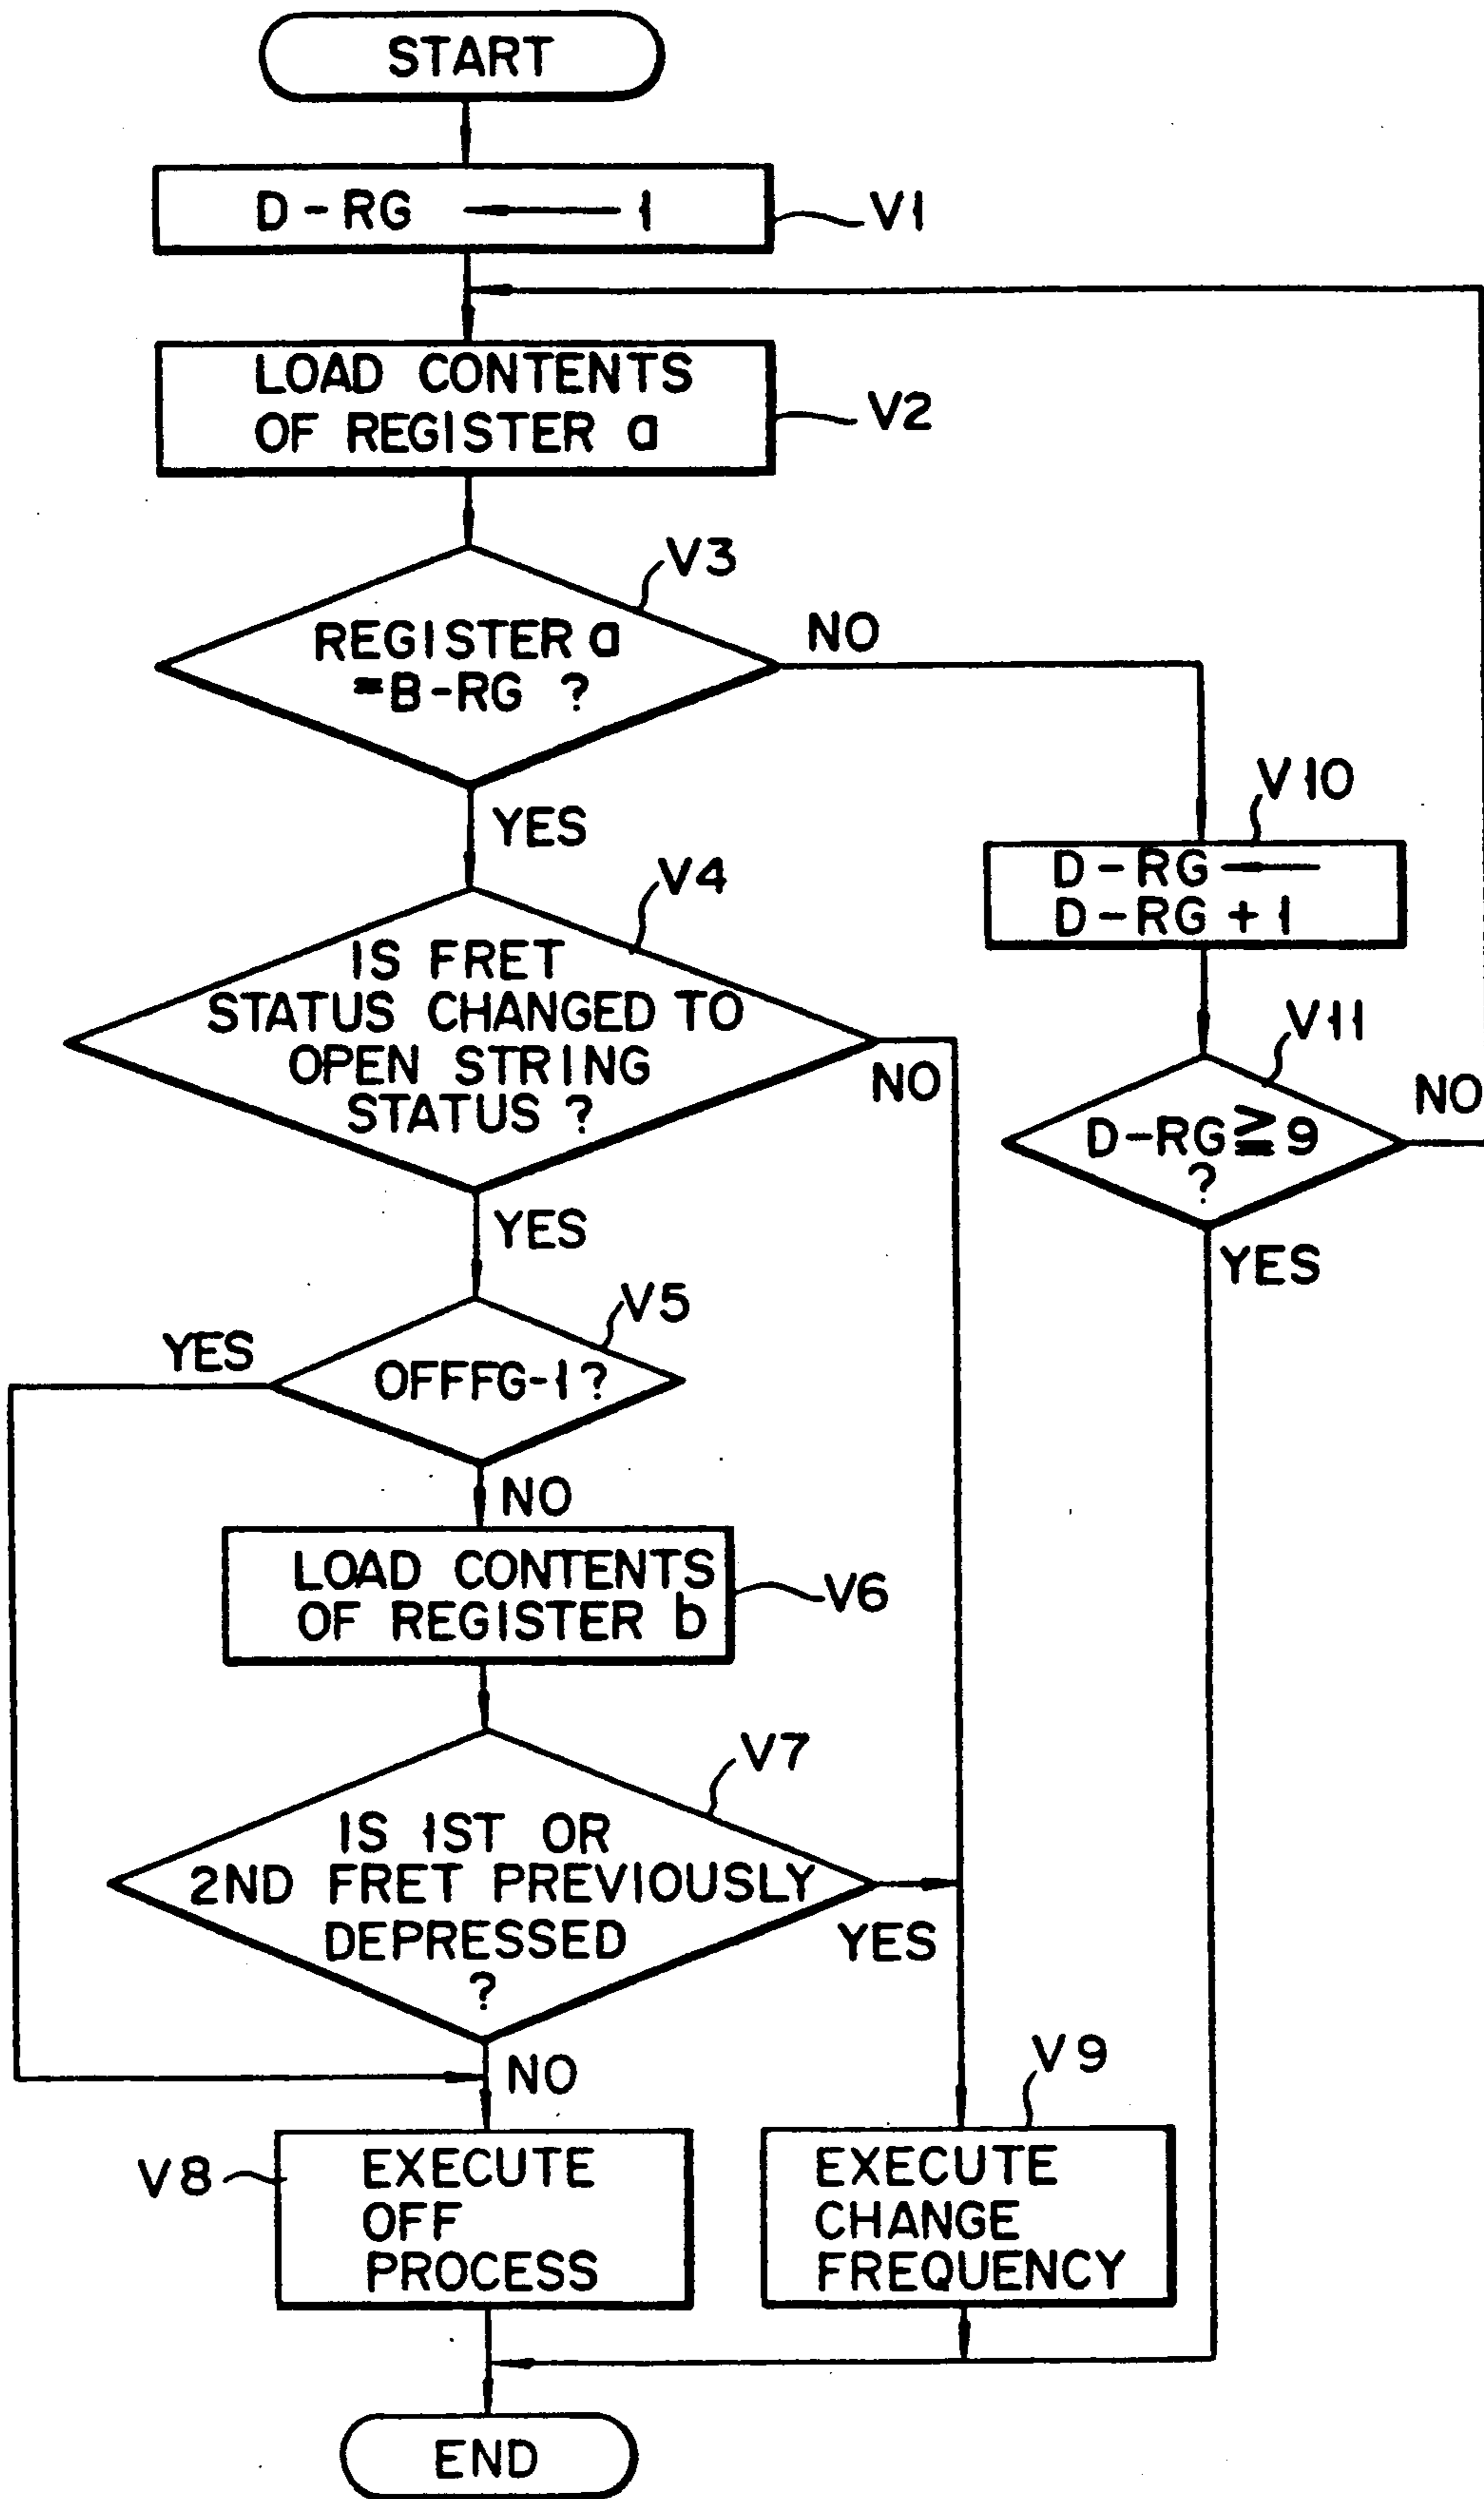 START
D-RG ← 1
V1
LOAD CONTENTS
OF REGISTER a
V2
V3
REGISTER a
=B-RG ?
NO
YES
V10
D-RG ←
D-RG+1
V4
IS FRET
STATUS CHANGED TO
OPEN STRING
STATUS ?
NO
V11
D-RG≧9
?
NO
YES
YES
V5
YES
OFFFG-1?
NO
LOAD CONTENTS
OF REGISTER b
V6
V7
IS 1ST OR
2ND FRET PREVIOUSLY
DEPRESSED
?
YES
NO
V9
V8
EXECUTE
OFF
PROCESS
EXECUTE
CHANGE
FREQUENCY
END